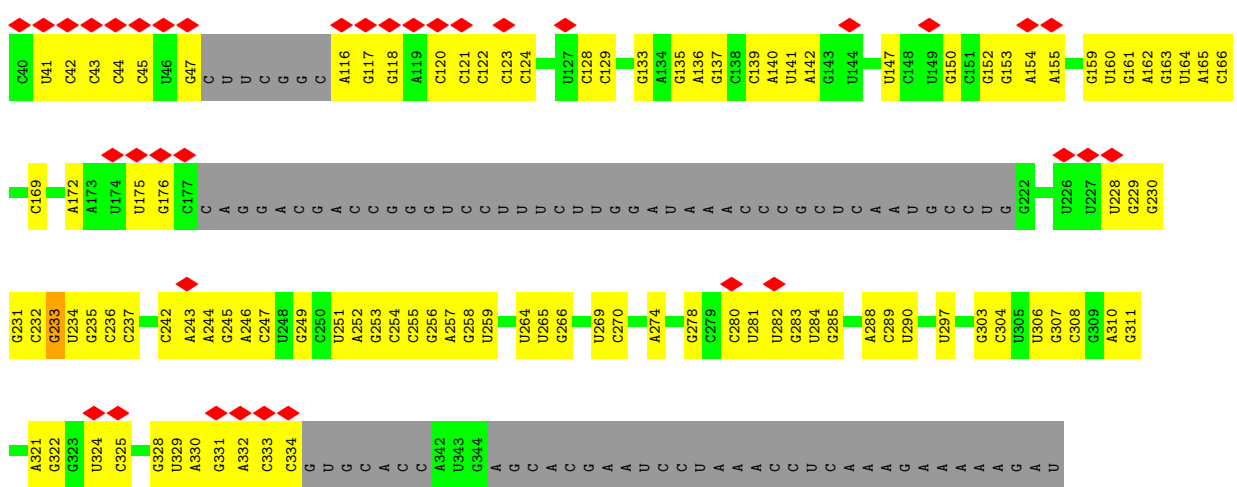 C40 U41 C42 C43 C44 C45 U46 G47 C U U C G G C A116 G117 G118 A119 C120 C121 C122 C123 C124 U127 C128 C129 G133 A134 G135 A136 G137 C138 C139 A140 U141 A142 G143 U144 U147 C148 U149 G150 C151 G152 G153 A154 A155 G159 U160 G161 A162 G163 U164 A165 C166
C169 A172 A173 U174 U175 G176 C177 C A G G A C G A C C G G G U C C U U U C U U G G A U A A A C C C G C U C A A U G C C U G G222 U226 U227 U228 G229 G230
G231 C232 G233 U234 G235 C236 C237 C242 A243 A244 G245 A246 C247 U248 G249 C250 U251 A252 G253 C254 C255 G256 A257 G258 U259 U264 U265 G266 U269 C270 A274 G278 C279 C280 U281 U282 G283 U284 G285 A288 C289 U290 U297 G303 C304 U305 U306 G307 C308 G309 A310 G311
A321 G322 G323 U324 C325 G328 U329 A330 G331 A332 C333 C334 G U G C A C C A342 U343 G344 A G C A C G A A U C C U A A A C C U C A A A G A A A A A G A U